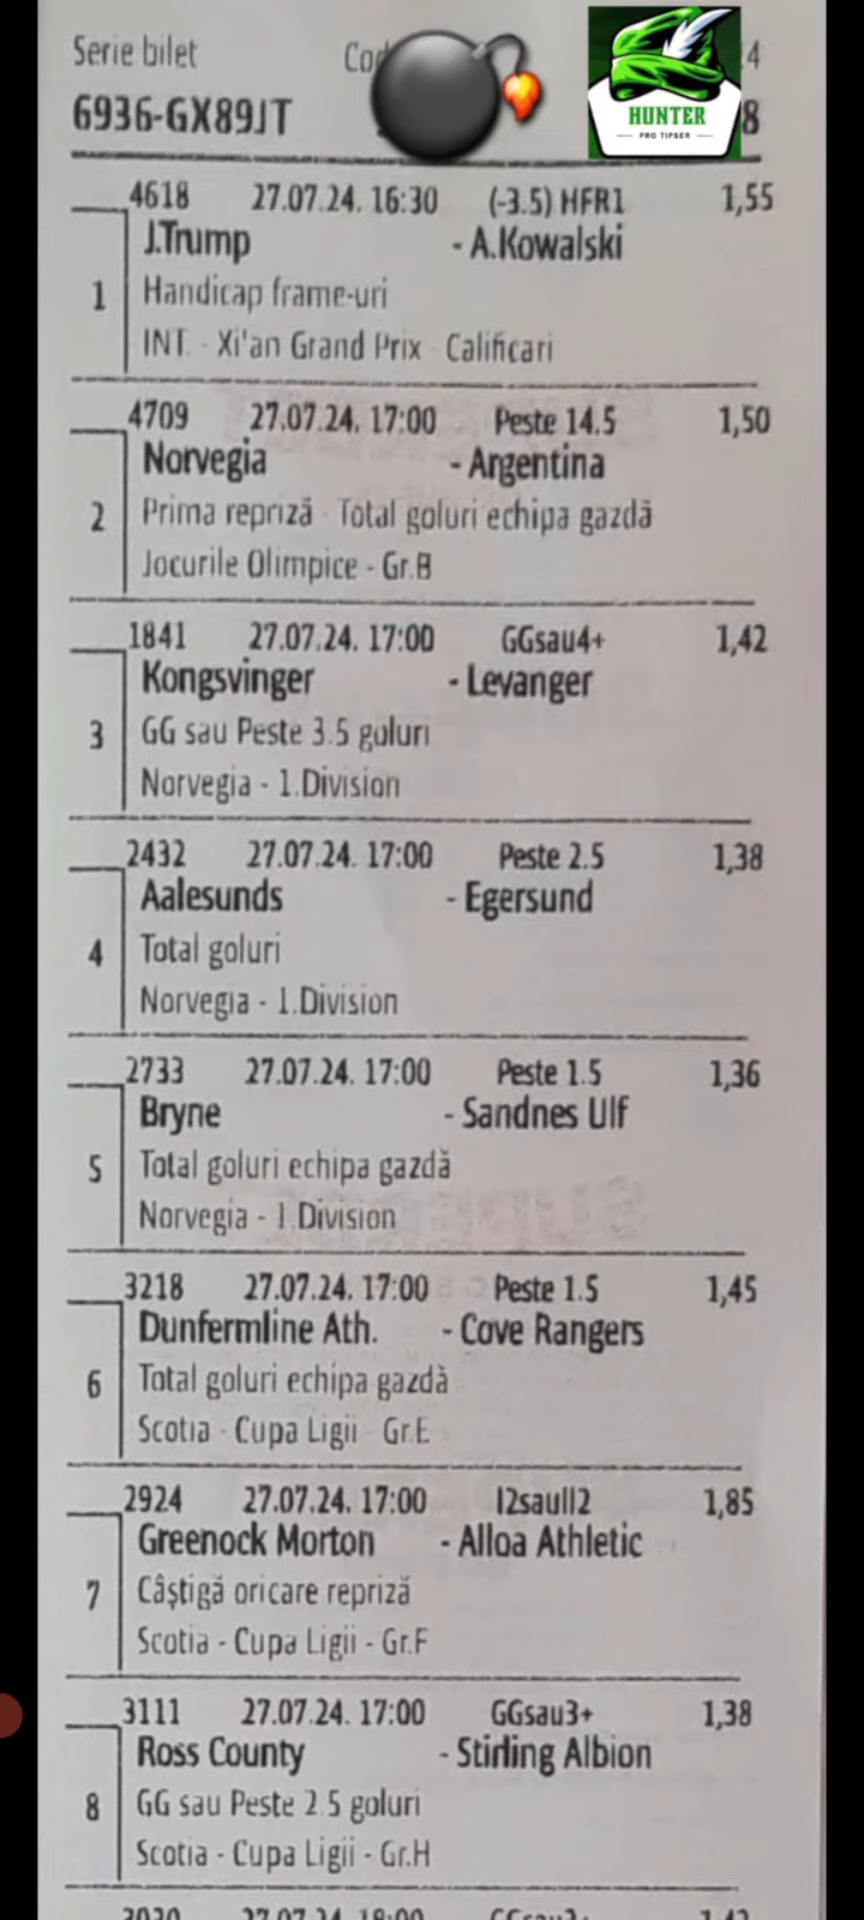 Serie bilet
6936-GX89JT
4
8
HUNTER
PRO TIPSER
4618 27.07.24. 16:30 (-3.5) HFR1 1,55
J.Trump - A.Kowalski
1 Handicap frame-uri
INT. - Xi'an Grand Prix - Calificari
4709 27.07.24. 17:00 Peste 14.5 1,50
Norvegia - Argentina
2 Prima repriză - Total goluri echipa gazdă
Jocurile Olimpice - Gr.B
1841 27.07.24. 17:00 GGsau4+ 1,42
Kongsvinger - Levanger
3 GG sau Peste 3.5 goluri
Norvegia - 1.Division
2432 27.07.24. 17:00 Peste 2.5 1,38
Aalesunds - Egersund
4 Total goluri
Norvegia - 1.Division
2733 27.07.24. 17:00 Peste 1.5 1,36
Bryne - Sandnes Ulf
5 Total goluri echipa gazdă
Norvegia - 1.Division
3218 27.07.24. 17:00 Peste 1.5 1,45
Dunfermline Ath. - Cove Rangers
6 Total goluri echipa gazdă
Scotia - Cupa Ligii - Gr.E
2924 27.07.24. 17:00 I2sauII2 1,85
Greenock Morton - Alloa Athletic
7 Câştigă oricare repriză
Scotia - Cupa Ligii - Gr.F
3111 27.07.24. 17:00 GGsau3+ 1,38
Ross County - Stirling Albion
8 GG sau Peste 2.5 goluri
Scotia - Cupa Ligii - Gr.H